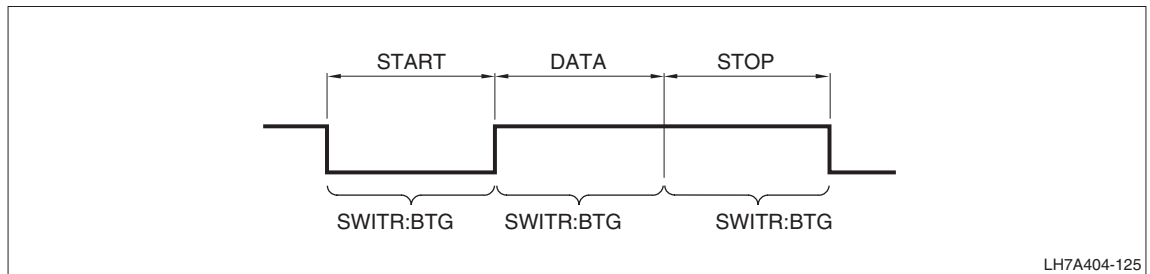 START DATA STOP
SWITR:BTG SWITR:BTG SWITR:BTG
LH7A404-125